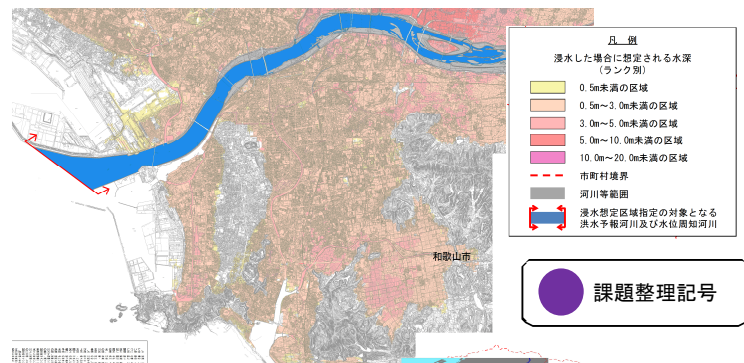 凡 例
浸水した場合に想定される水深
(ランク別)
0.5m未満の区域
0.5m～3.0m未満の区域
3.0m～5.0m未満の区域
5.0m～10.0m未満の区域
10.0m～20.0m未満の区域
市町村境界
河川等範囲
浸水想定区域指定の対象となる
洪水予報河川及び水位周知河川
和歌山市
課題整理記号